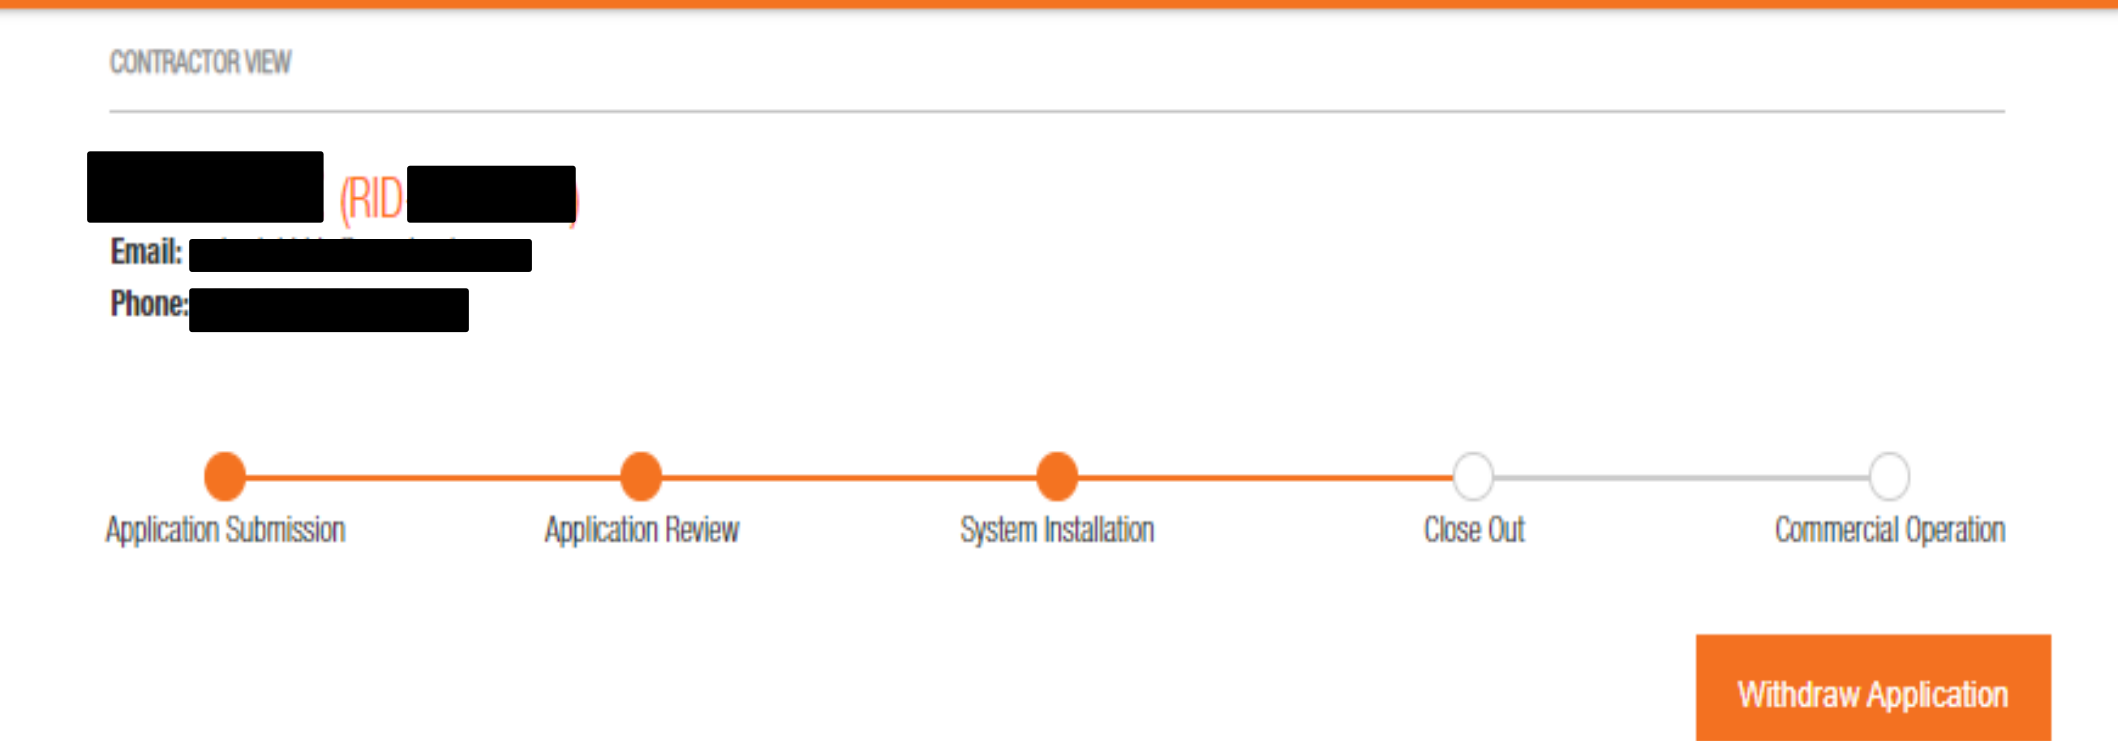 CONTRACTOR VIEW
(RID
Email:
Phone:
Application Submission Application Review System Installation Close Out Commercial Operation
Withdraw Application